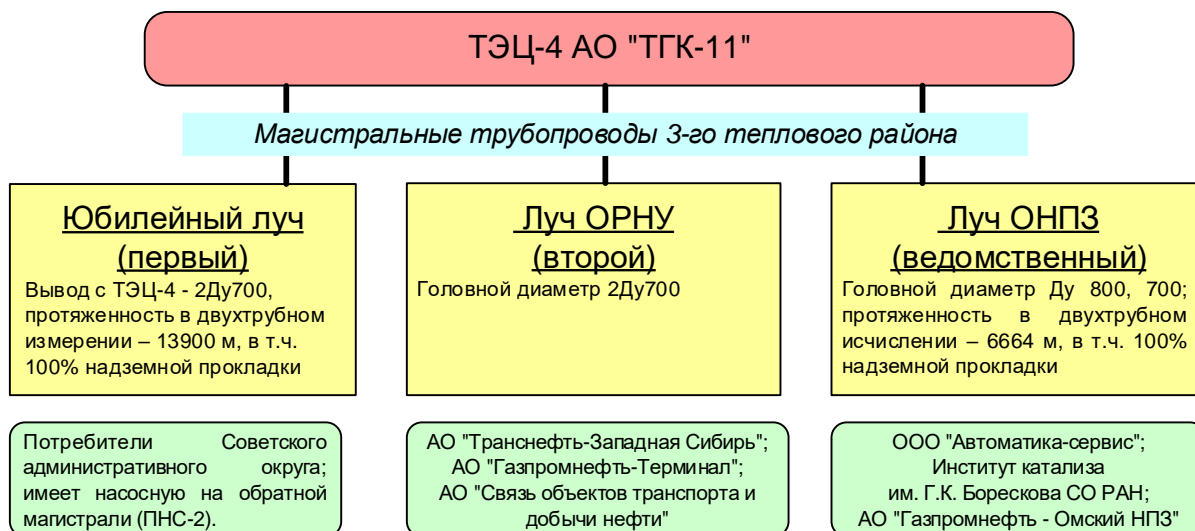 ТЭЦ-4 АО "ТГК-11"
Магистральные трубопроводы 3-го теплового района
Юбилейный луч
(первый)
Вывод с ТЭЦ-4 - 2Ду700,
протяженность в двухтрубном
измерении – 13900 м, в т.ч.
100% надземной прокладки
Луч ОРНУ
(второй)
Головной диаметр 2Ду700
Луч ОНПЗ
(ведомственный)
Головной диаметр Ду 800, 700;
протяженность в двухтрубном
исчислении – 6664 м, в т.ч. 100%
надземной прокладки
Потребители Советского
административного округа;
имеет насосную на обратной
магистрали (ПНС-2).
АО "Транснефть-Западная Сибирь";
АО "Газпромнефть-Терминал";
АО "Связь объектов транспорта и
добычи нефти"
ООО "Автоматика-сервис";
Институт катализа
им. Г.К. Борескова СО РАН;
АО "Газпромнефть - Омский НПЗ"